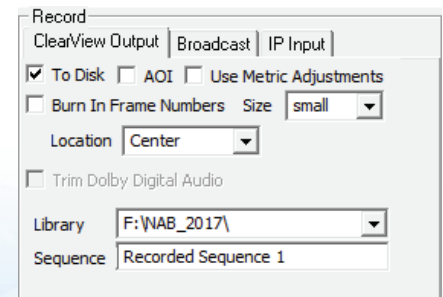 Record
ClearView Output Broadcast IP Input
To Disk AOI Use Metric Adjustments
Burn In Frame Numbers Size small
Location Center
Trim Dolby Digital Audio
Library F:\NAB_2017\
Sequence Recorded Sequence 1